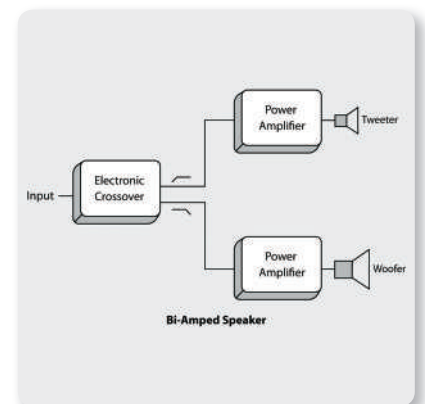 Power
Amplifier
Tweeter
Electronic
Crossover
Input
Power
Amplifier
Woofer
Bi-Amped Speaker